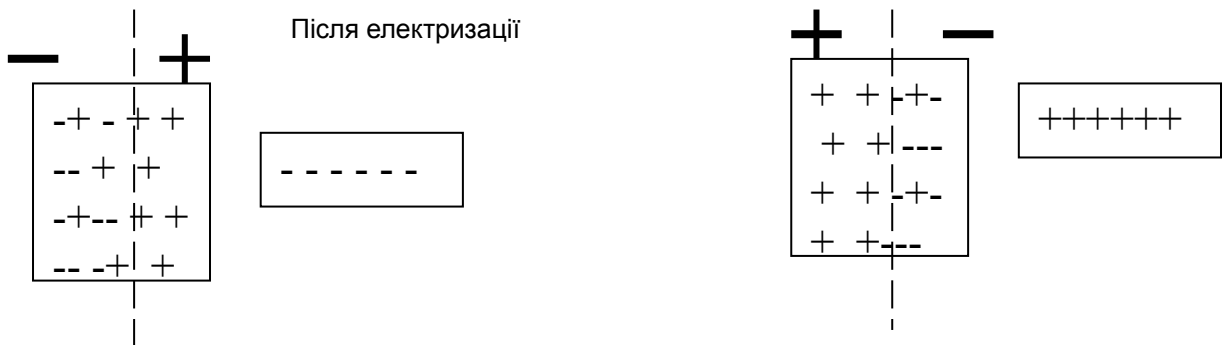 Після електризації
− +
-+ - + +
-- + +
-+-- + +
-- -+ +
- - - - - -
+ −
+ + -+-
+ + ---
+ + -+-
+ +---
++++++